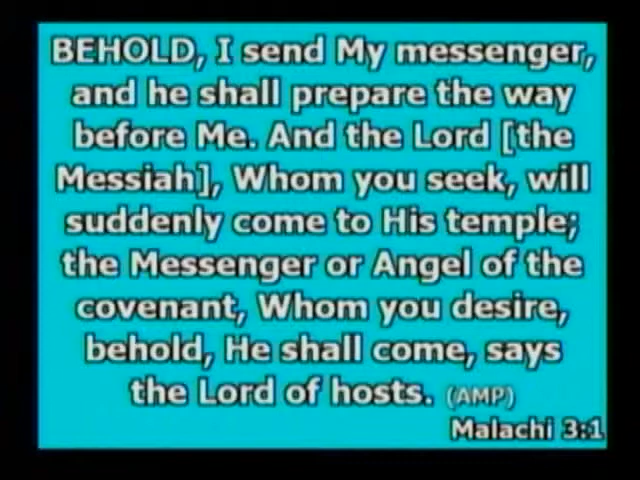 BEHOLD, I send My messenger,
and he shall prepare the way
before Me. And the Lord [the
Messiah], Whom you seek, will
suddenly come to His temple;
the Messenger or Angel of the
covenant, Whom you desire,
behold, He shall come, says
the Lord of hosts. (AMP)
Malachi 3:1